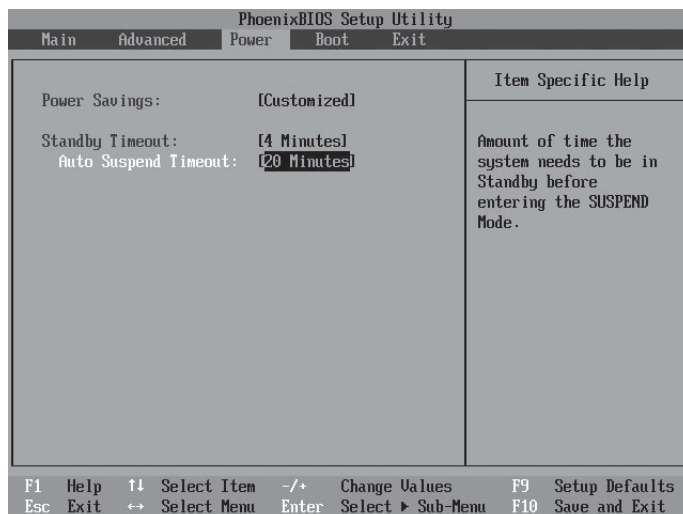 PhoenixBIOS Setup Utility
Main Advanced Power Boot Exit
Item Specific Help
Power Savings: [Customized]
Standby Timeout: [4 Minutes]
Auto Suspend Timeout: [20 Minutes]
Amount of time the
system needs to be in
Standby before
entering the SUSPEND
Mode.
F1 Help ↑↓ Select Item -/+ Change Values F9 Setup Defaults
Esc Exit ↔ Select Menu Enter Select ▶ Sub-Menu F10 Save and Exit